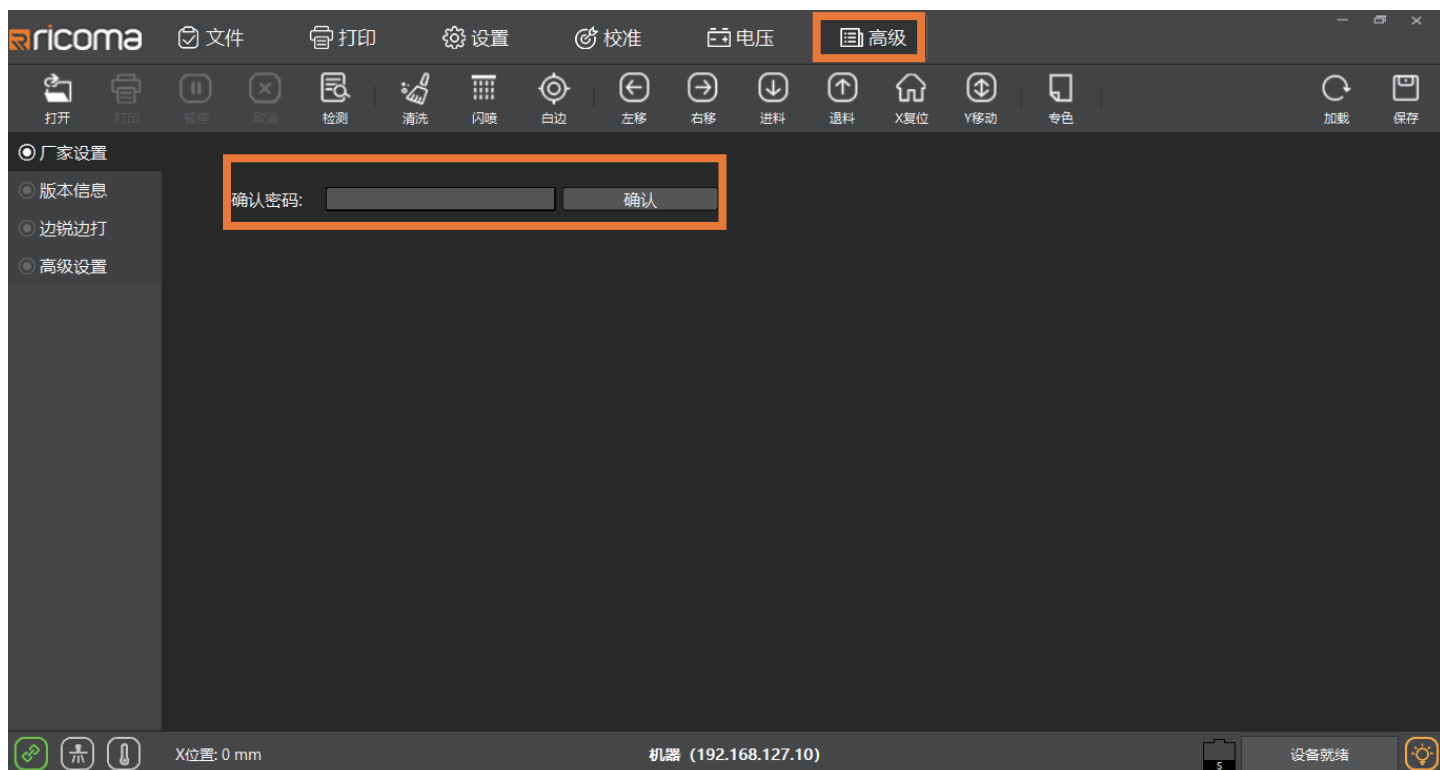 ricoma 文件 打印 设置 校准 电压 高级
打开 打印 暂停 取消 检测 清洗 闪喷 白边 左移 右移 进料 退料 X复位 Y移动 专色 加载 保存
厂家设置
版本信息
边锐边打
高级设置
确认密码: 确认
X位置: 0 mm 机器 (192.168.127.10) S 设备就绪